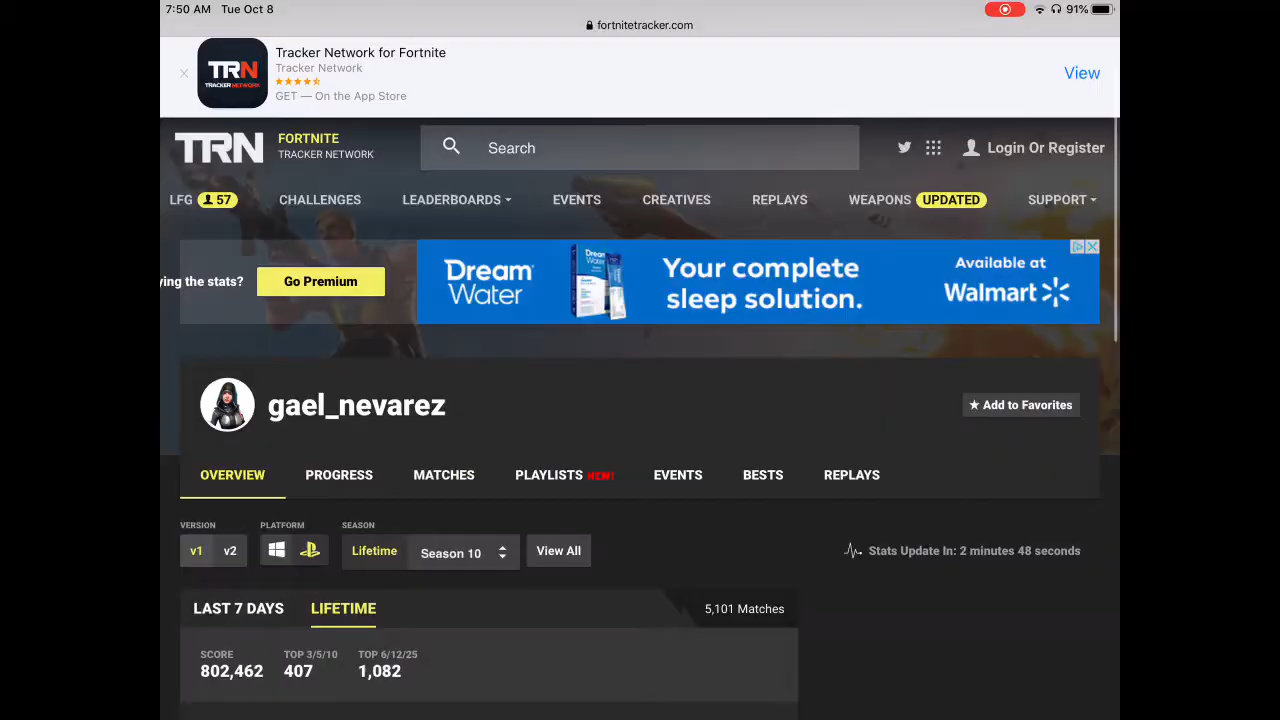 7:50 AM Tue Oct 8
91%
fortnitetracker.com
Tracker Network for Fortnite
Tracker Network
GET — On the App Store
View
TRN
TRACKER NETWORK
TRN FORTNITE
TRACKER NETWORK
Search
Login Or Register
LFG 57 CHALLENGES LEADERBOARDS EVENTS CREATIVES REPLAYS WEAPONS UPDATED SUPPORT
ying the stats? Go Premium
Dream Water
Dream Water
Your complete
sleep solution.
Available at
Walmart
gael_nevarez
★ Add to Favorites
OVERVIEW PROGRESS MATCHES PLAYLISTS NEW! EVENTS BESTS REPLAYS
VERSION PLATFORM SEASON
v1 v2 Lifetime Season 10 View All
Stats Update In: 2 minutes 48 seconds
LAST 7 DAYS LIFETIME 5,101 Matches
SCORE TOP 3/5/10 TOP 6/12/25
802,462 407 1,082